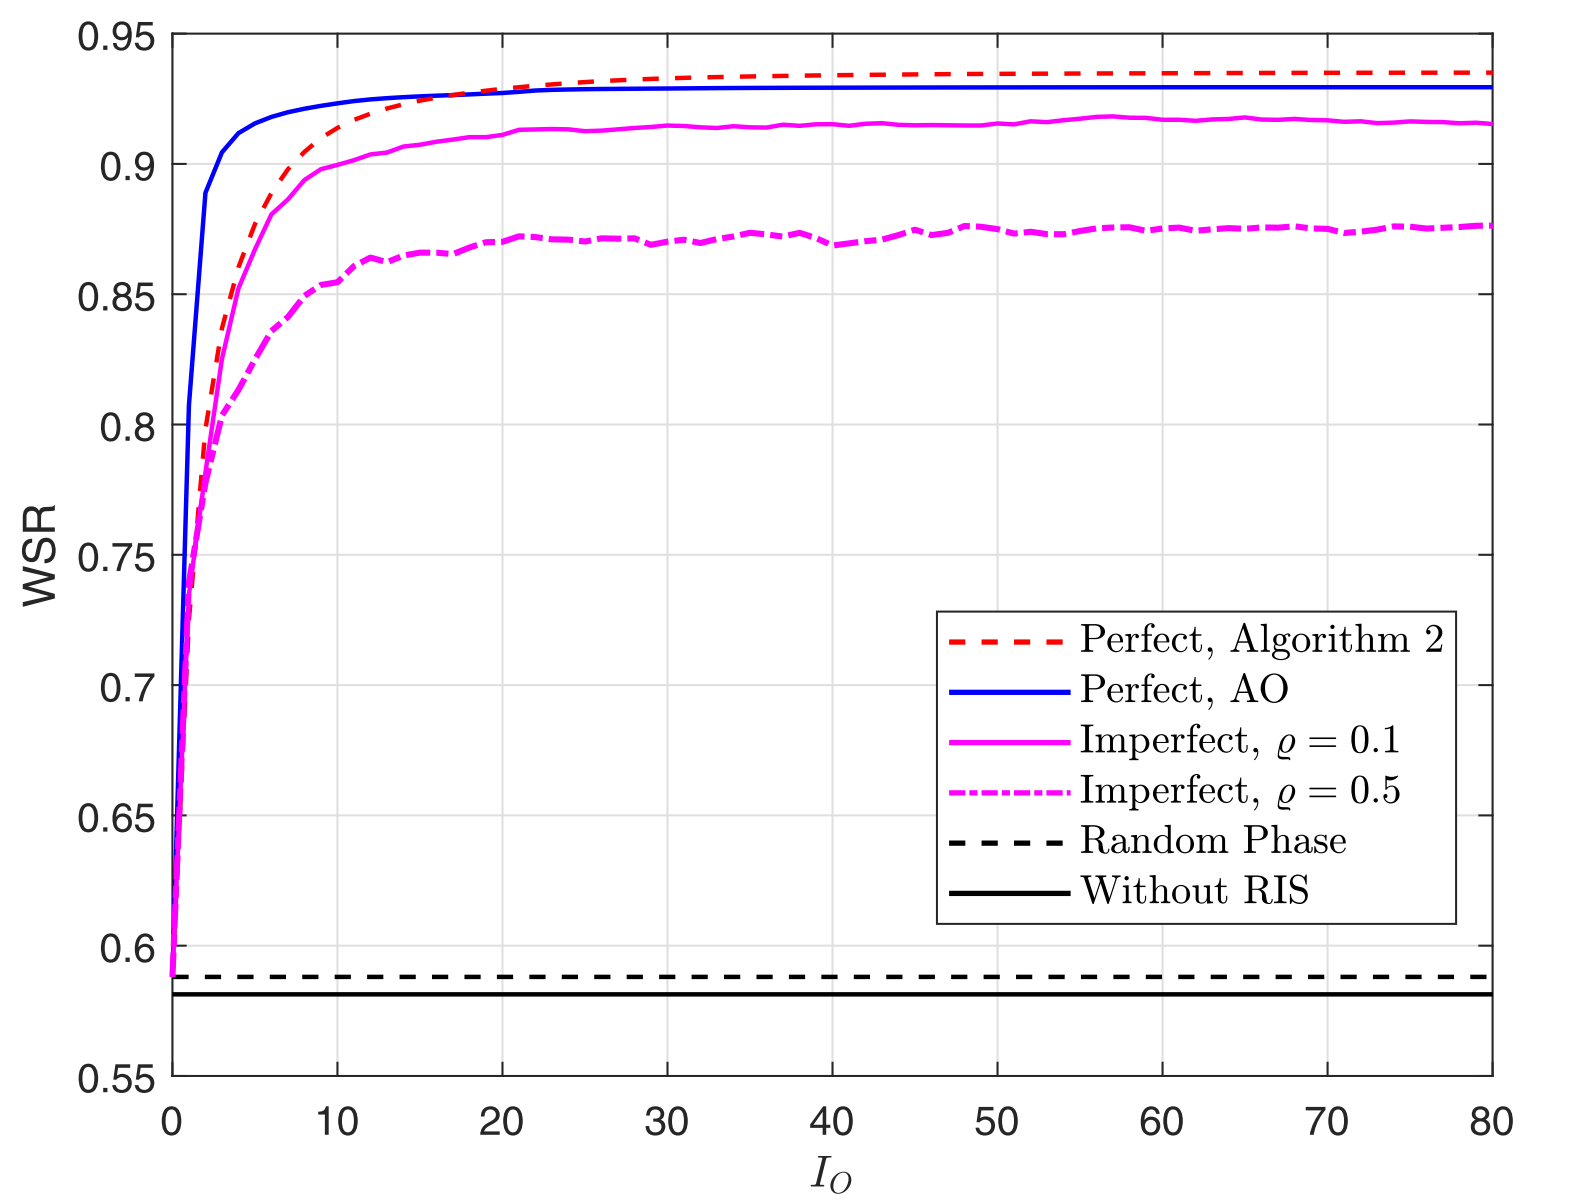 0.95
0.9
0.85
0.8
0.75
0.7
0.65
0.6
0.55
WSR
Perfect, Algorithm 2
Perfect, AO
Imperfect, ϱ = 0.1
Imperfect, ϱ = 0.5
Random Phase
Without RIS
0 10 20 30 40 50 60 70 80
I_O